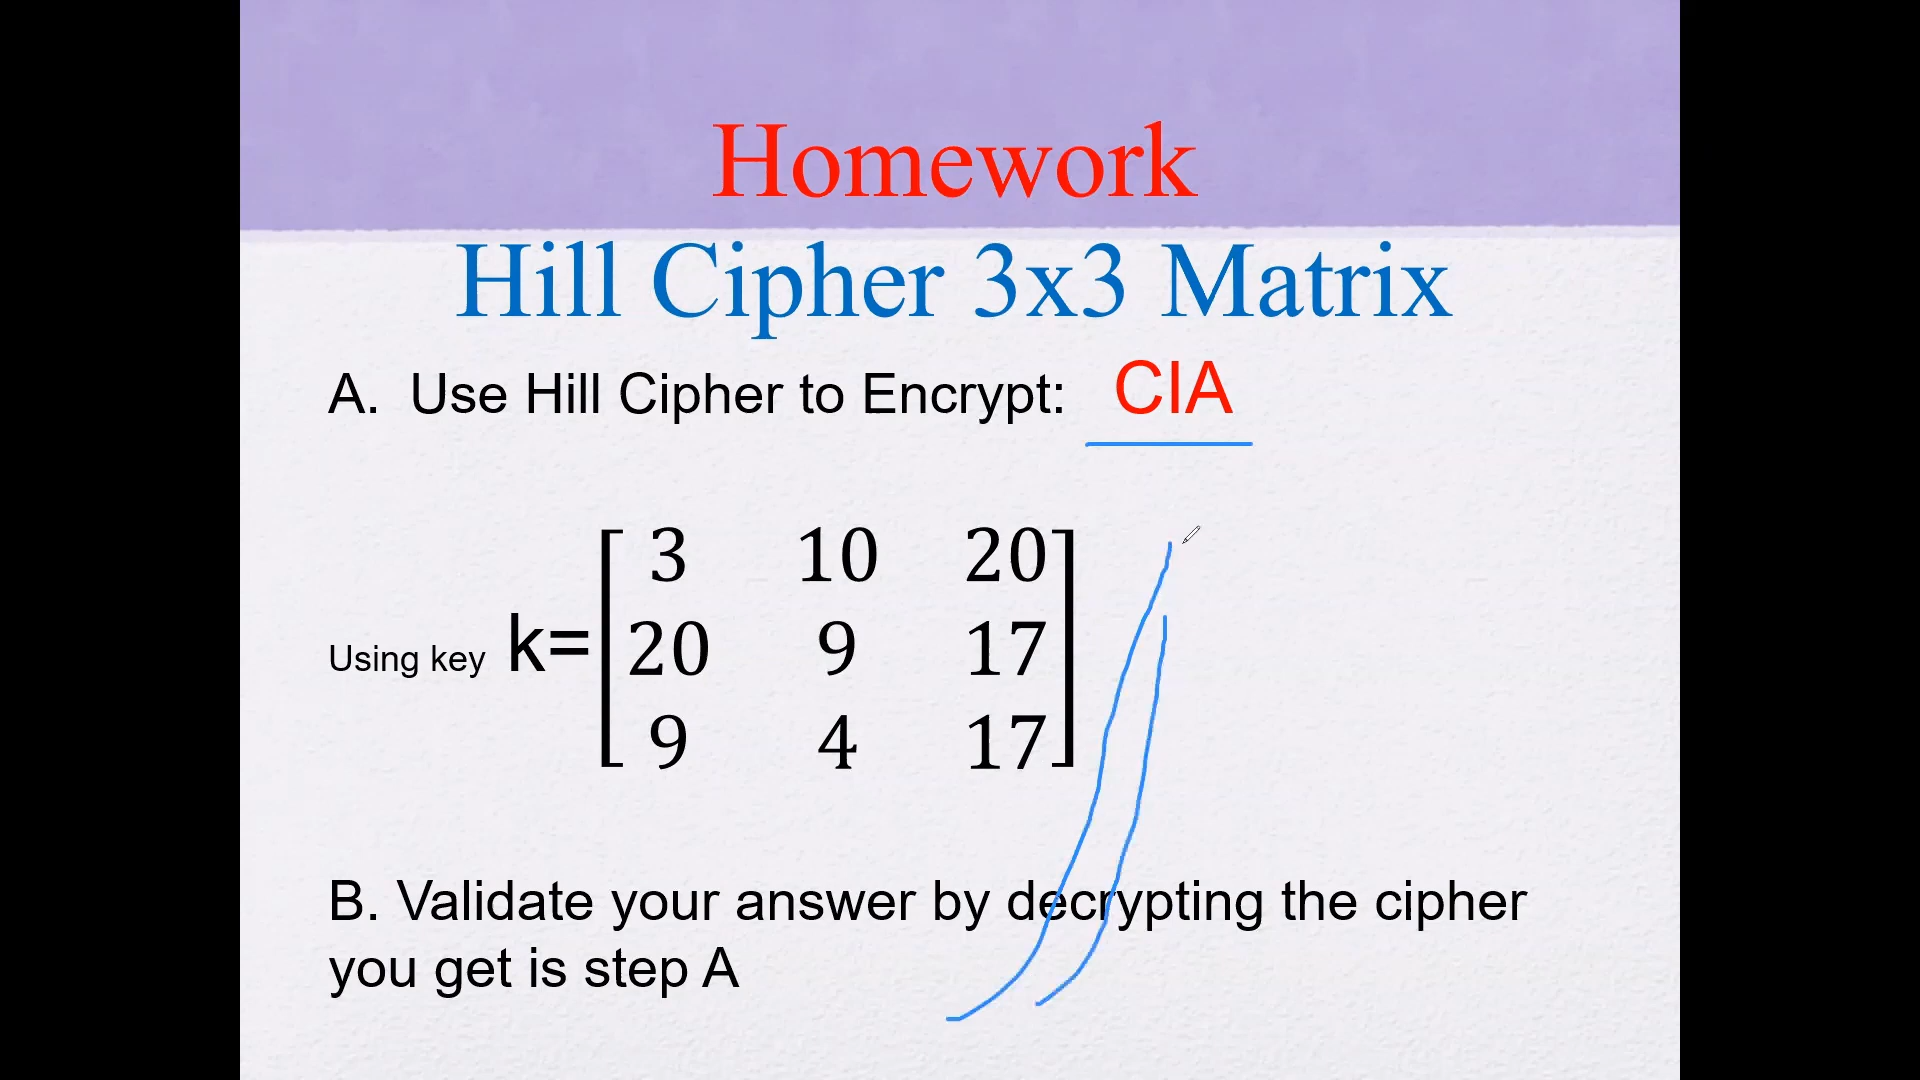 Homework
Hill Cipher 3x3 Matrix
A. Use Hill Cipher to Encrypt: CIA
3 10 20
Using key k= 20 9 17
9 4 17
B. Validate your answer by decrypting the cipher
you get is step A